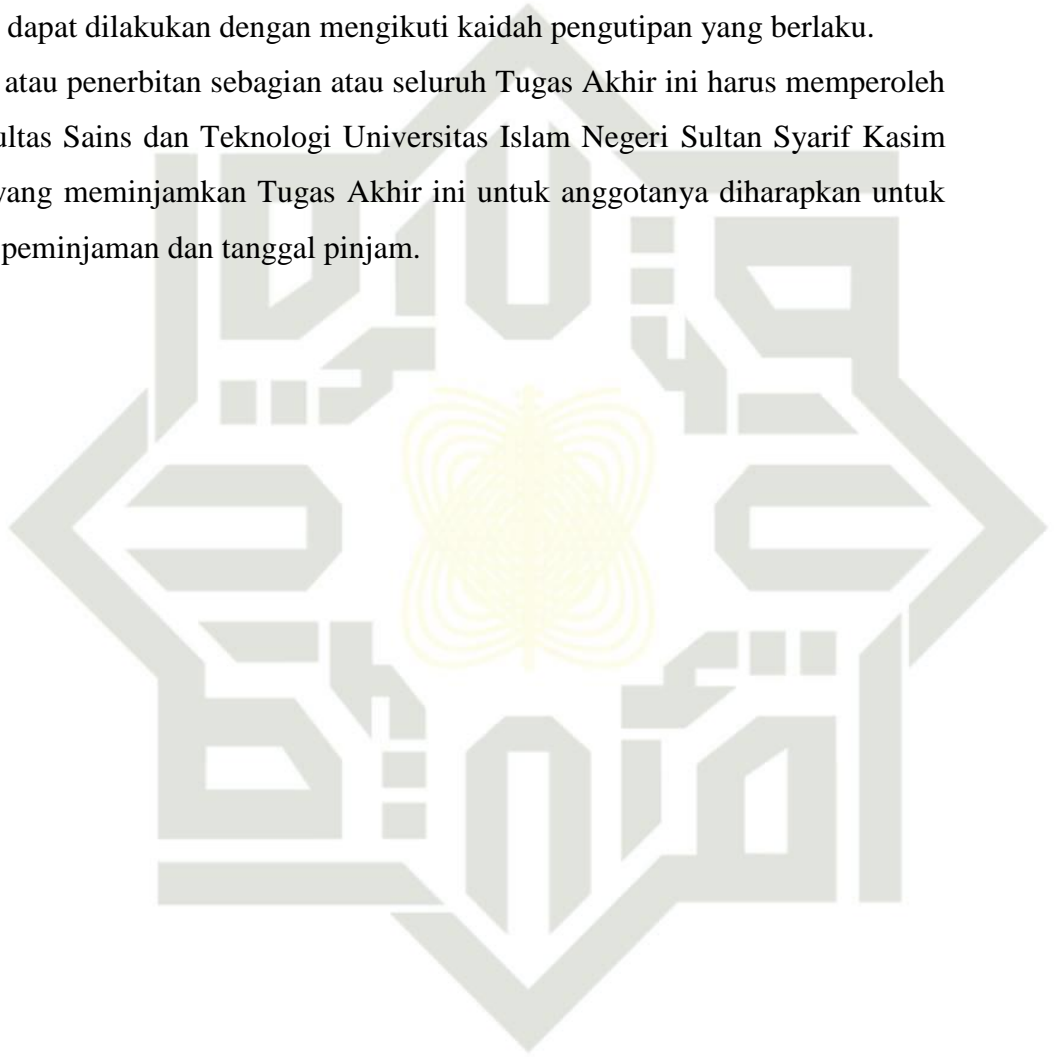 dapat dilakukan dengan mengikuti kaidah pengutipan yang berlaku.
atau penerbitan sebagian atau seluruh Tugas Akhir ini harus memperoleh
Sains dan Teknologi Universitas Islam Negeri Sultan Syarif Kasim
yang meminjamkan Tugas Akhir ini untuk anggotanya diharapkan untuk
peminjaman dan tanggal pinjam.